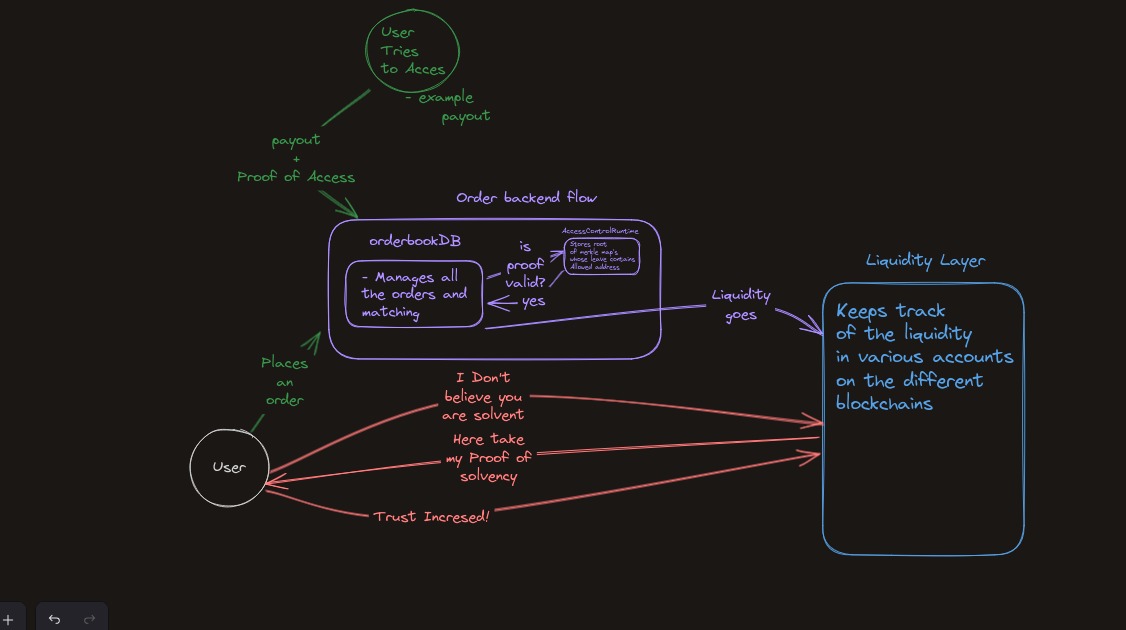 User
Tries
to Acces
- example
payout
payout
+
Proof of Access
Order backend flow
orderbookDB
- Manages all
the orders and
matching
is
proof
valid?
yes
AccessControlRuntime
Stores root
of merkle map's
whose leave contains
Allowed address
Liquidity
goes
Liquidity Layer
Keeps track
of the liquidity
in various accounts
on the different
blockchains
Places
an
order
User
I Don't
believe you
are solvent
Here take
my Proof of
solvency
Trust Incresed!